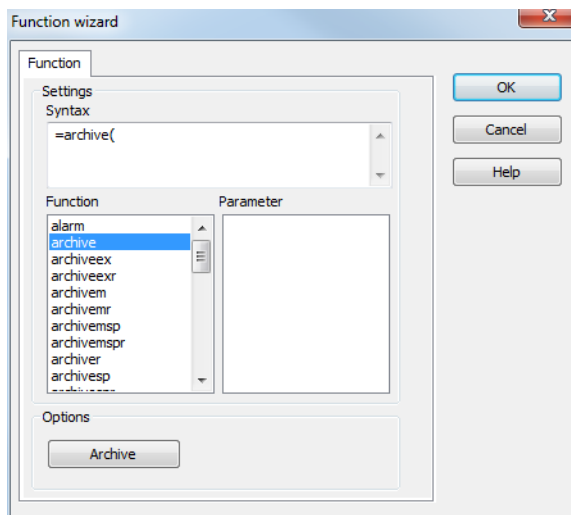 Function wizard
Function
Settings
Syntax
=archive(
Function
Parameter
alarm
archive
archiveex
archiveexr
archivem
archivemr
archivemsp
archivemspr
archiver
archivesp
Options
Archive
OK
Cancel
Help